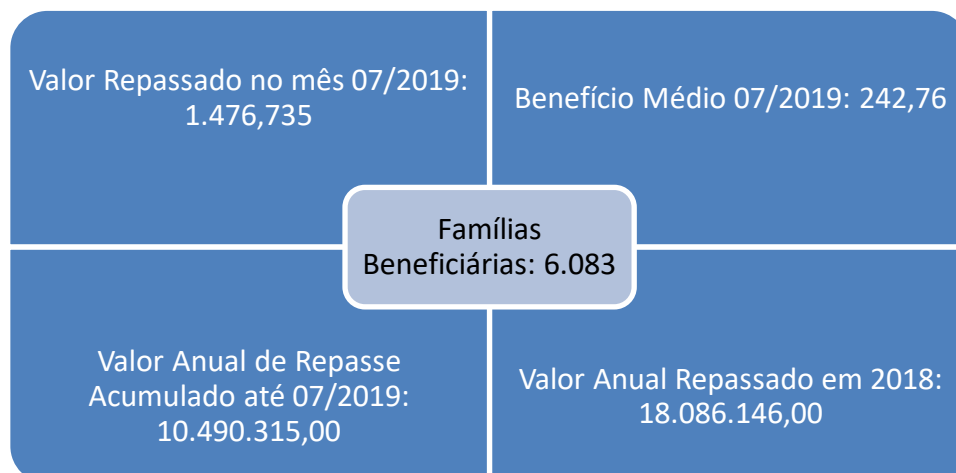 Valor Repassado no mês 07/2019:
1.476,735
Benefício Médio 07/2019: 242,76
Famílias
Beneficiárias: 6.083
Valor Anual de Repasse
Acumulado até 07/2019:
10.490.315,00
Valor Anual Repassado em 2018:
18.086.146,00